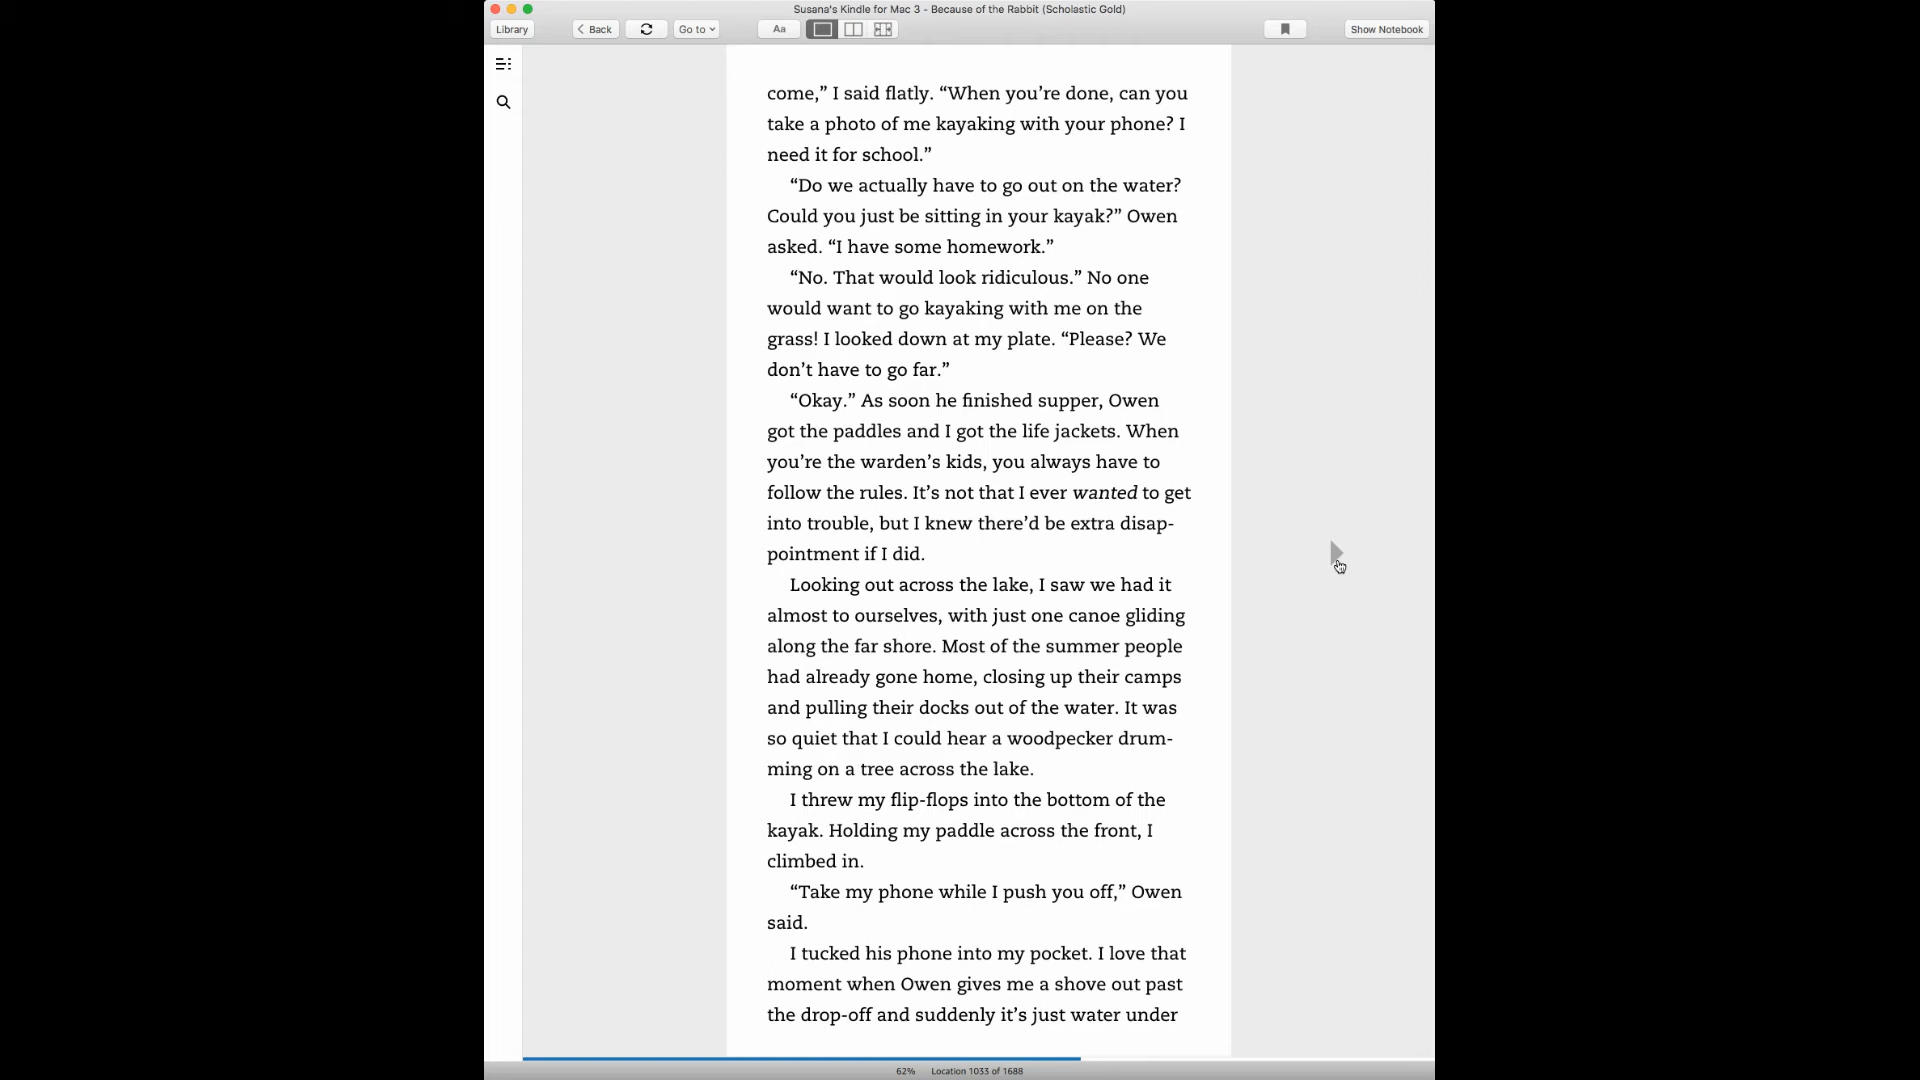 Susana's Kindle for Mac 3 - Because of the Rabbit (Scholastic Gold)
Library
Back
Go to
Aa
Show Notebook
come,” I said flatly. “When you’re done, can you
take a photo of me kayaking with your phone? I
need it for school.”
“Do we actually have to go out on the water?
Could you just be sitting in your kayak?” Owen
asked. “I have some homework.”
“No. That would look ridiculous.” No one
would want to go kayaking with me on the
grass! I looked down at my plate. “Please? We
don’t have to go far.”
“Okay.” As soon he finished supper, Owen
got the paddles and I got the life jackets. When
you’re the warden’s kids, you always have to
follow the rules. It’s not that I ever wanted to get
into trouble, but I knew there’d be extra disap-
pointment if I did.
Looking out across the lake, I saw we had it
almost to ourselves, with just one canoe gliding
along the far shore. Most of the summer people
had already gone home, closing up their camps
and pulling their docks out of the water. It was
so quiet that I could hear a woodpecker drum-
ming on a tree across the lake.
I threw my flip-flops into the bottom of the
kayak. Holding my paddle across the front, I
climbed in.
“Take my phone while I push you off,” Owen
said.
I tucked his phone into my pocket. I love that
moment when Owen gives me a shove out past
the drop-off and suddenly it’s just water under
62% Location 1033 of 1688